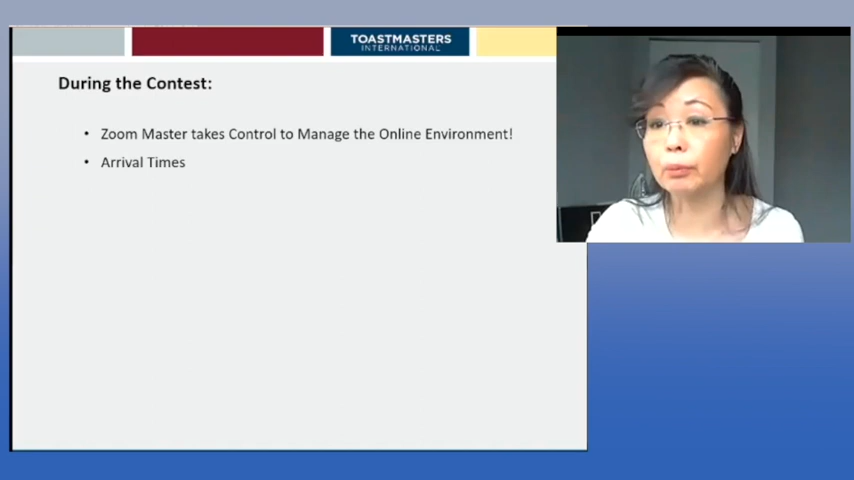 TOASTMASTERS
INTERNATIONAL
During the Contest:
• Zoom Master takes Control to Manage the Online Environment!
• Arrival Times